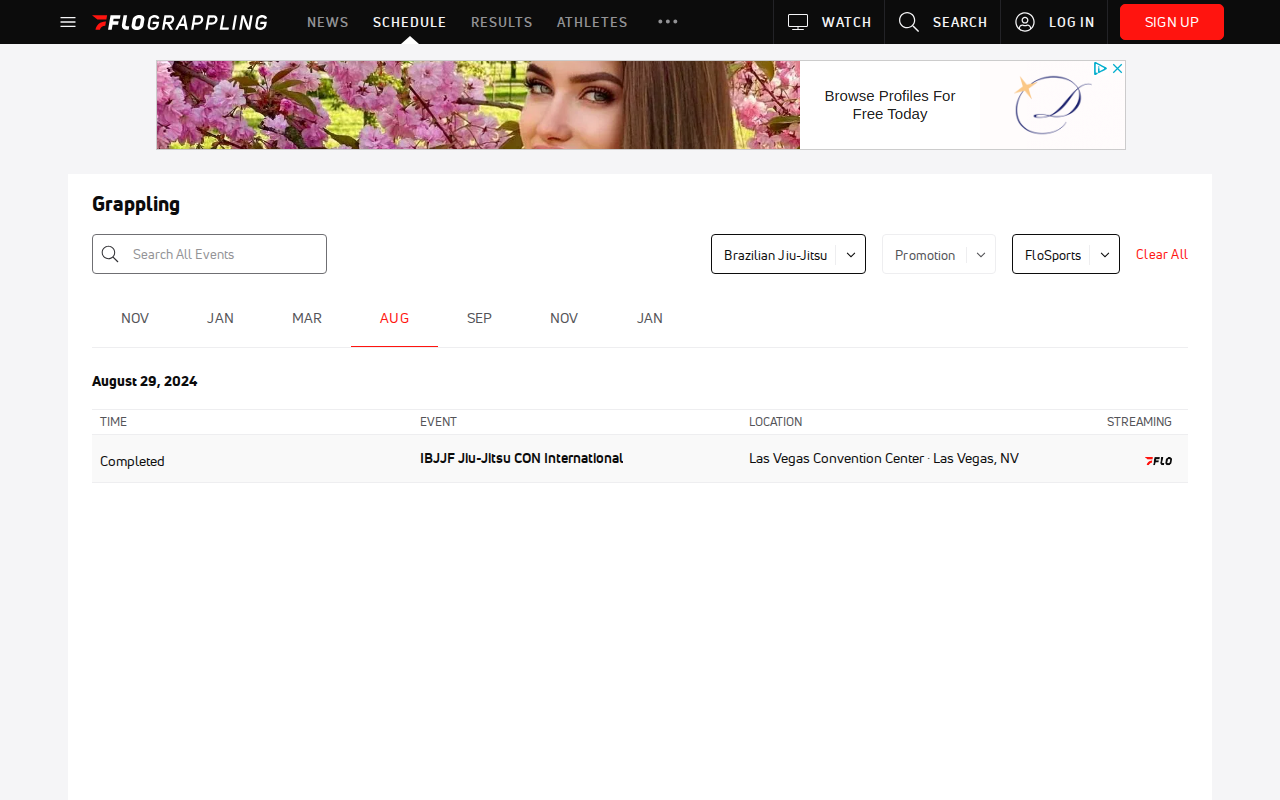 FLOGRAPPLING NEWS SCHEDULE RESULTS ATHLETES WATCH SEARCH LOG IN SIGN UP
Browse Profiles For
Free Today
Grappling
Search All Events Brazilian Jiu-Jitsu Promotion FloSports Clear All
NOV JAN MAR AUG SEP NOV JAN
August 29, 2024
TIME EVENT LOCATION STREAMING
Completed IBJJF Jiu-Jitsu CON International Las Vegas Convention Center · Las Vegas, NV FLO